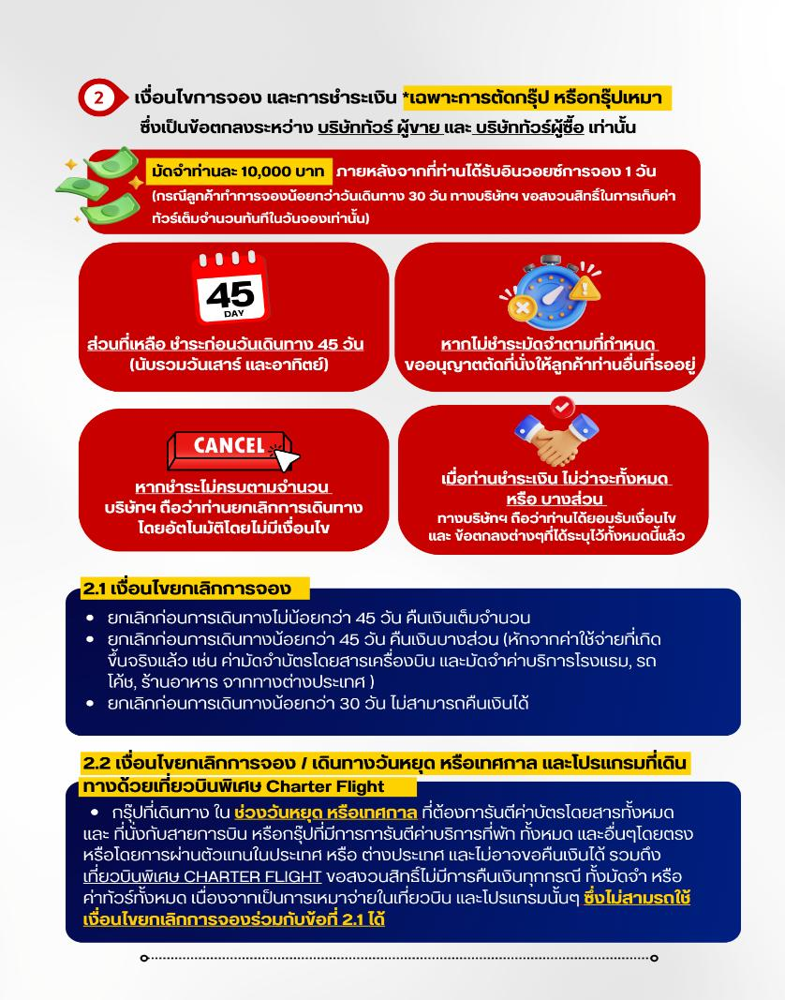 2 เงื่อนไขการจอง และการชำระเงิน *เฉพาะการตัดกรุ๊ป หรือกรุ๊ปเหมา
ซึ่งเป็นข้อตกลงระหว่าง บริษัททัวร์ ผู้ขาย และ บริษัททัวร์ผู้ซื้อ เท่านั้น
มัดจำท่านละ 10,000 บาท ภายหลังจากที่ท่านได้รับอินวอยซ์การจอง 1 วัน
(กรณีลูกค้าทำการจองน้อยกว่าวันเดินทาง 30 วัน ทางบริษัทฯ ขอสงวนสิทธิ์ในการเก็บค่า
ทัวร์เต็มจำนวนทันทีในวันจองเท่านั้น)
45
DAY
ส่วนที่เหลือ ชำระก่อนวันเดินทาง 45 วัน
(นับรวมวันเสาร์ และอาทิตย์)
หากไม่ชำระมัดจำตามที่กำหนด
ขออนุญาตตัดที่นั่งให้ลูกค้าท่านอื่นที่รออยู่
CANCEL
หากชำระไม่ครบตามจำนวน
บริษัทฯ ถือว่าท่านยกเลิกการเดินทาง
โดยอัตโนมัติโดยไม่มีเงื่อนไข
เมื่อท่านชำระเงิน ไม่ว่าจะทั้งหมด
หรือ บางส่วน
ทางบริษัทฯ ถือว่าท่านได้ยอมรับเงื่อนไข
และ ข้อตกลงต่างๆที่ได้ระบุไว้ทั้งหมดนี้แล้ว
2.1 เงื่อนไขยกเลิกการจอง
• ยกเลิกก่อนการเดินทางไม่น้อยกว่า 45 วัน คืนเงินเต็มจำนวน
• ยกเลิกก่อนการเดินทางน้อยกว่า 45 วัน คืนเงินบางส่วน (หักจากค่าใช้จ่ายที่เกิด
ขึ้นจริงแล้ว เช่น ค่ามัดจำบัตรโดยสารเครื่องบิน และมัดจำค่าบริการโรงแรม, รถ
โค้ช, ร้านอาหาร จากทางต่างประเทศ )
• ยกเลิกก่อนการเดินทางน้อยกว่า 30 วัน ไม่สามารถคืนเงินได้
2.2 เงื่อนไขยกเลิกการจอง / เดินทางวันหยุด หรือเทศกาล และโปรแกรมที่เดิน
ทางด้วยเที่ยวบินพิเศษ Charter Flight
• กรุ๊ปที่เดินทาง ใน ช่วงวันหยุด หรือเทศกาล ที่ต้องการันตีค่าบัตรโดยสารทั้งหมด
และ ที่นั่งกับสายการบิน หรือกรุ๊ปที่มีการการันตีค่าบริการที่พัก ทั้งหมด และอื่นๆโดยตรง
หรือโดยการผ่านตัวแทนในประเทศ หรือ ต่างประเทศ และไม่อาจขอคืนเงินได้ รวมถึง
เที่ยวบินพิเศษ CHARTER FLIGHT ขอสงวนสิทธิ์ไม่มีการคืนเงินทุกกรณี ทั้งมัดจำ หรือ
ค่าทัวร์ทั้งหมด เนื่องจากเป็นการเหมาจ่ายในเที่ยวบิน และโปรแกรมนั้นๆ ซึ่งไม่สามรถใช้
เงื่อนไขยกเลิกการจองร่วมกับข้อที่ 2.1 ได้